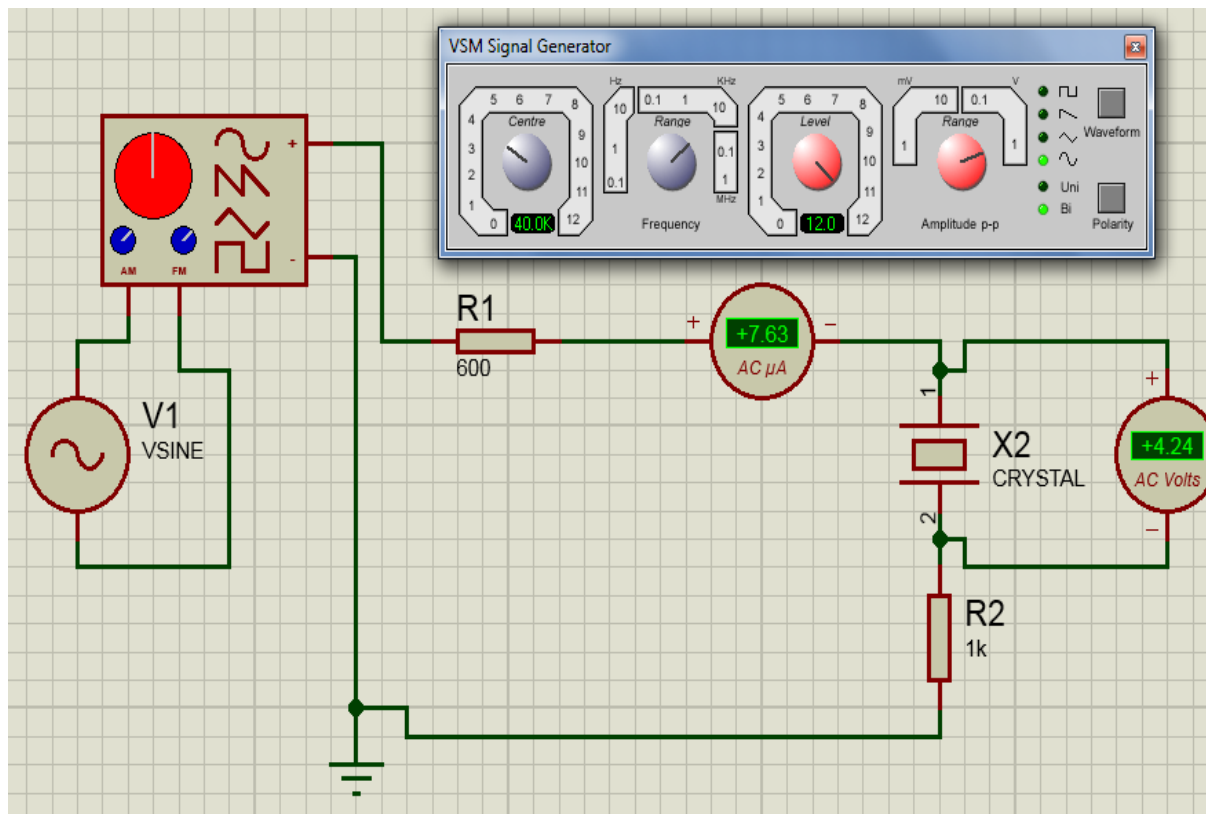 VSM Signal Generator
x
Hz KHz mV V
5 6 7 8 10 0.1 1 10 5 6 7 8 10 0.1
4 Centre 9 Range 4 Level 9 Range
3 10 1 0.1 3 10 1 1 Waveform
2 11 0.1 1 2 11 Uni
1 12 MHz 1 12 Bi
0 40.0K Frequency 0 12.0 Amplitude p-p Polarity
+
-
AM FM
R1
600
+ -
+7.63
AC µA
V1
VSINE
1
X2
CRYSTAL
2
+
+4.24
AC Volts
-
R2
1k